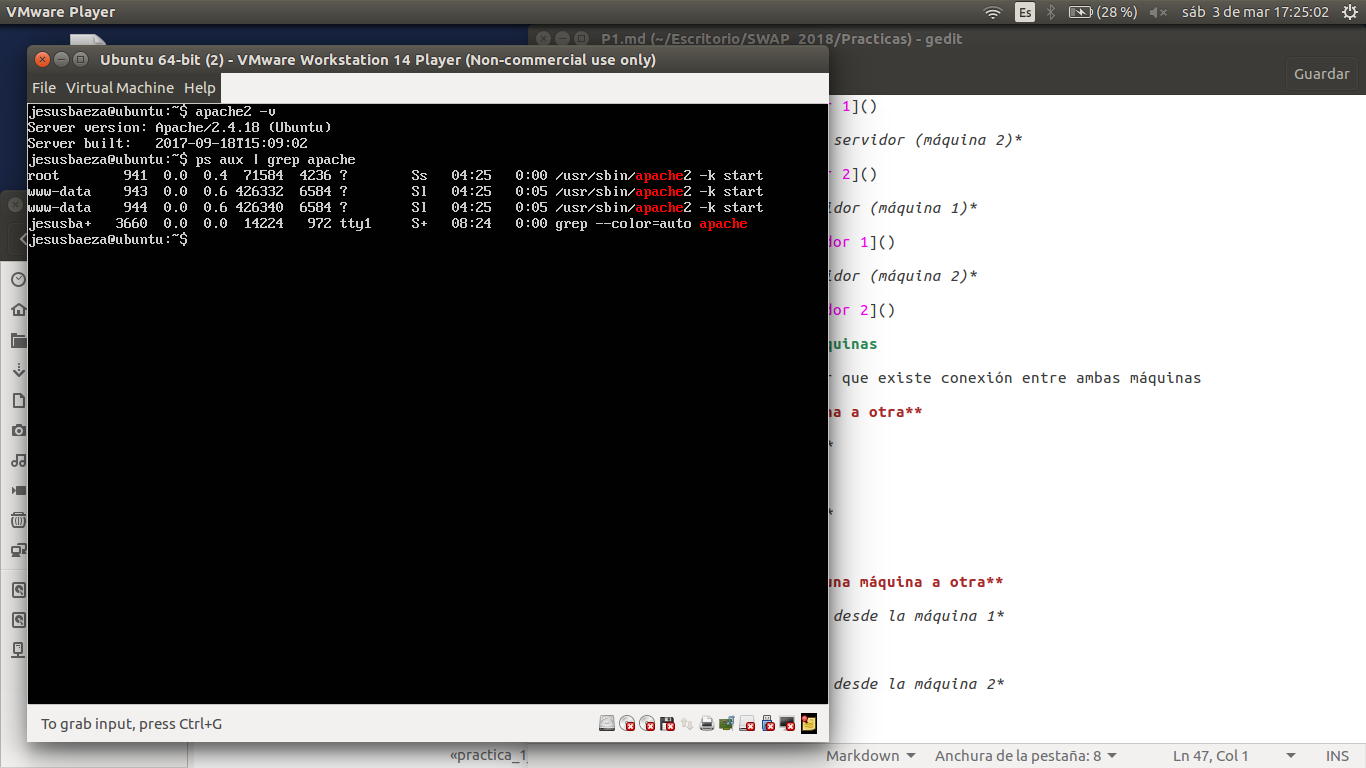 VMware Player
Es
(28 %)
sáb 3 de mar 17:25:02
P1.md (~/Escritorio/SWAP_2018/Practicas) - gedit
Guardar
Ubuntu 64-bit (2) - VMware Workstation 14 Player (Non-commercial use only)
File Virtual Machine Help
jesusbaeza@ubuntu:~$ apache2 -v
Server version: Apache/2.4.18 (Ubuntu)
Server built:   2017-09-18T15:09:02
jesusbaeza@ubuntu:~$ ps aux | grep apache
root 941 0.0 0.4 71584 4236 ? Ss 04:25 0:00 /usr/sbin/apache2 -k start
www-data 943 0.0 0.6 426332 6584 ? Sl 04:25 0:05 /usr/sbin/apache2 -k start
www-data 944 0.0 0.6 426340 6584 ? Sl 04:25 0:05 /usr/sbin/apache2 -k start
jesusba+ 3660 0.0 0.0 14224 972 tty1 S+ 08:24 0:00 grep --color=auto apache
jesusbaeza@ubuntu:~$
To grab input, press Ctrl+G
1]()
servidor (máquina 2)*
2]()
dor (máquina 1)*
or 1]()
dor (máquina 2)*
or 2]()
quinas
que existe conexión entre ambas máquinas
a a otra**
*
*
una máquina a otra**
desde la máquina 1*
desde la máquina 2*
«practica_1
Markdown
Anchura de la pestaña: 8
Ln 47, Col 1
INS